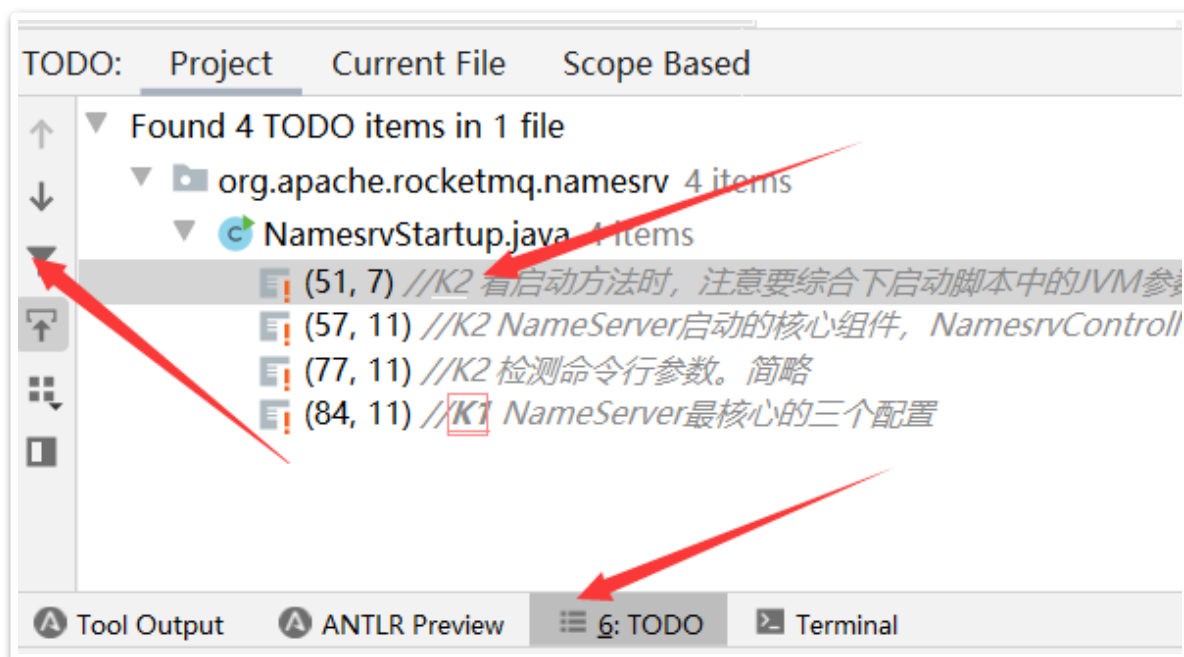 TODO: Project Current File Scope Based
Found 4 TODO items in 1 file
org.apache.rocketmq.namesrv 4 items
NamesrvStartup.java 4 items
(51, 7) //K2 看启动方法时，注意要综合下启动脚本中的JVM参数
(57, 11) //K2 NameServer启动的核心组件，NamesrvControll
(77, 11) //K2 检测命令行参数。简略
(84, 11) //K1 NameServer最核心的三个配置
Tool Output ANTLR Preview 6: TODO Terminal